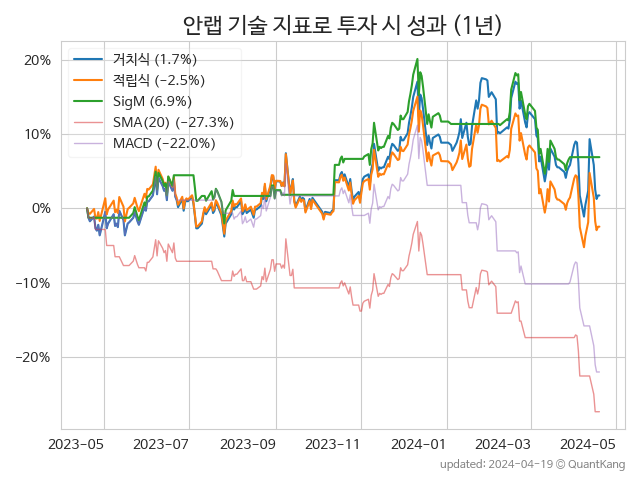 안랩 기술 지표로 투자 시 성과 (1년)
거치식 (1.7%)
적립식 (−2.5%)
SigM (6.9%)
SMA(20) (−27.3%)
MACD (−22.0%)
20%
10%
0%
−10%
−20%
2023−05 2023−07 2023−09 2023−11 2024−01 2024−03 2024−05
updated: 2024−04−19 © QuantKang